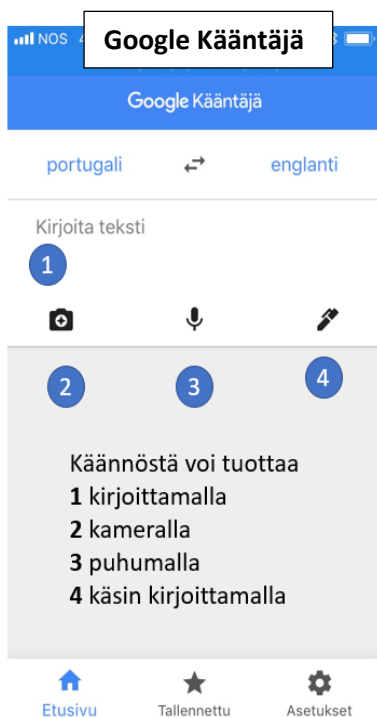 NOS 4
Google Kääntäjä
Google Kääntäjä
portugali
englanti
Kirjoita teksti
1
2
3
4
Käännöstä voi tuottaa
1 kirjoittamalla
2 kameralla
3 puhumalla
4 käsin kirjoittamalla
Etusivu
Tallennettu
Asetukset